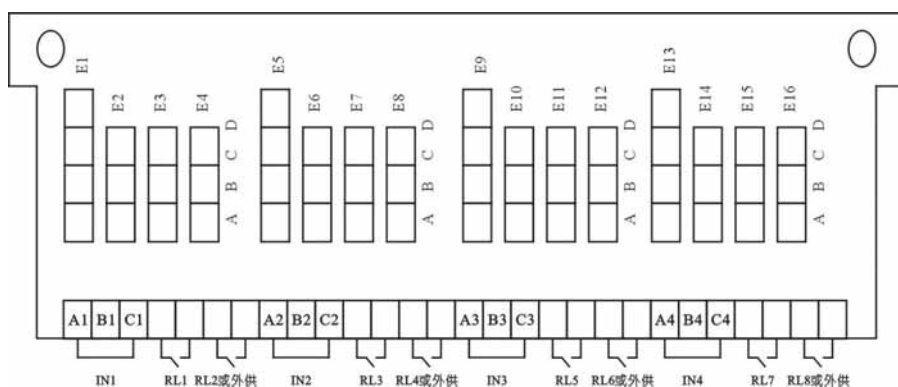 E1 E5 E9 E13
E2 E3 E4 E6 E7 E8 E10 E11 E12 E14 E15 E16
D D D D
C C C C
B B B B
A A A A
A1 B1 C1 A2 B2 C2 A3 B3 C3 A4 B4 C4
IN1 RL1 RL2或外供 IN2 RL3 RL4或外供 IN3 RL5 RL6或外供 IN4 RL7 RL8或外供